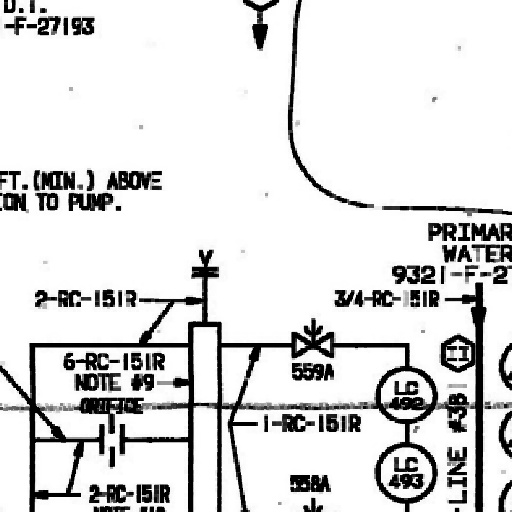 D.T.
-F-27193
FT.(MIN.) ABOVE
ION TO PUMP.
PRIMAR
WATER
9321-F-27
V
2-RC-151R
3/4-RC-151R
6-RC-151R
NOTE #9
ORIFICE
559A
II
LC
492
1-RC-151R
-LINE #38
LC
493
558A
2-RC-151R